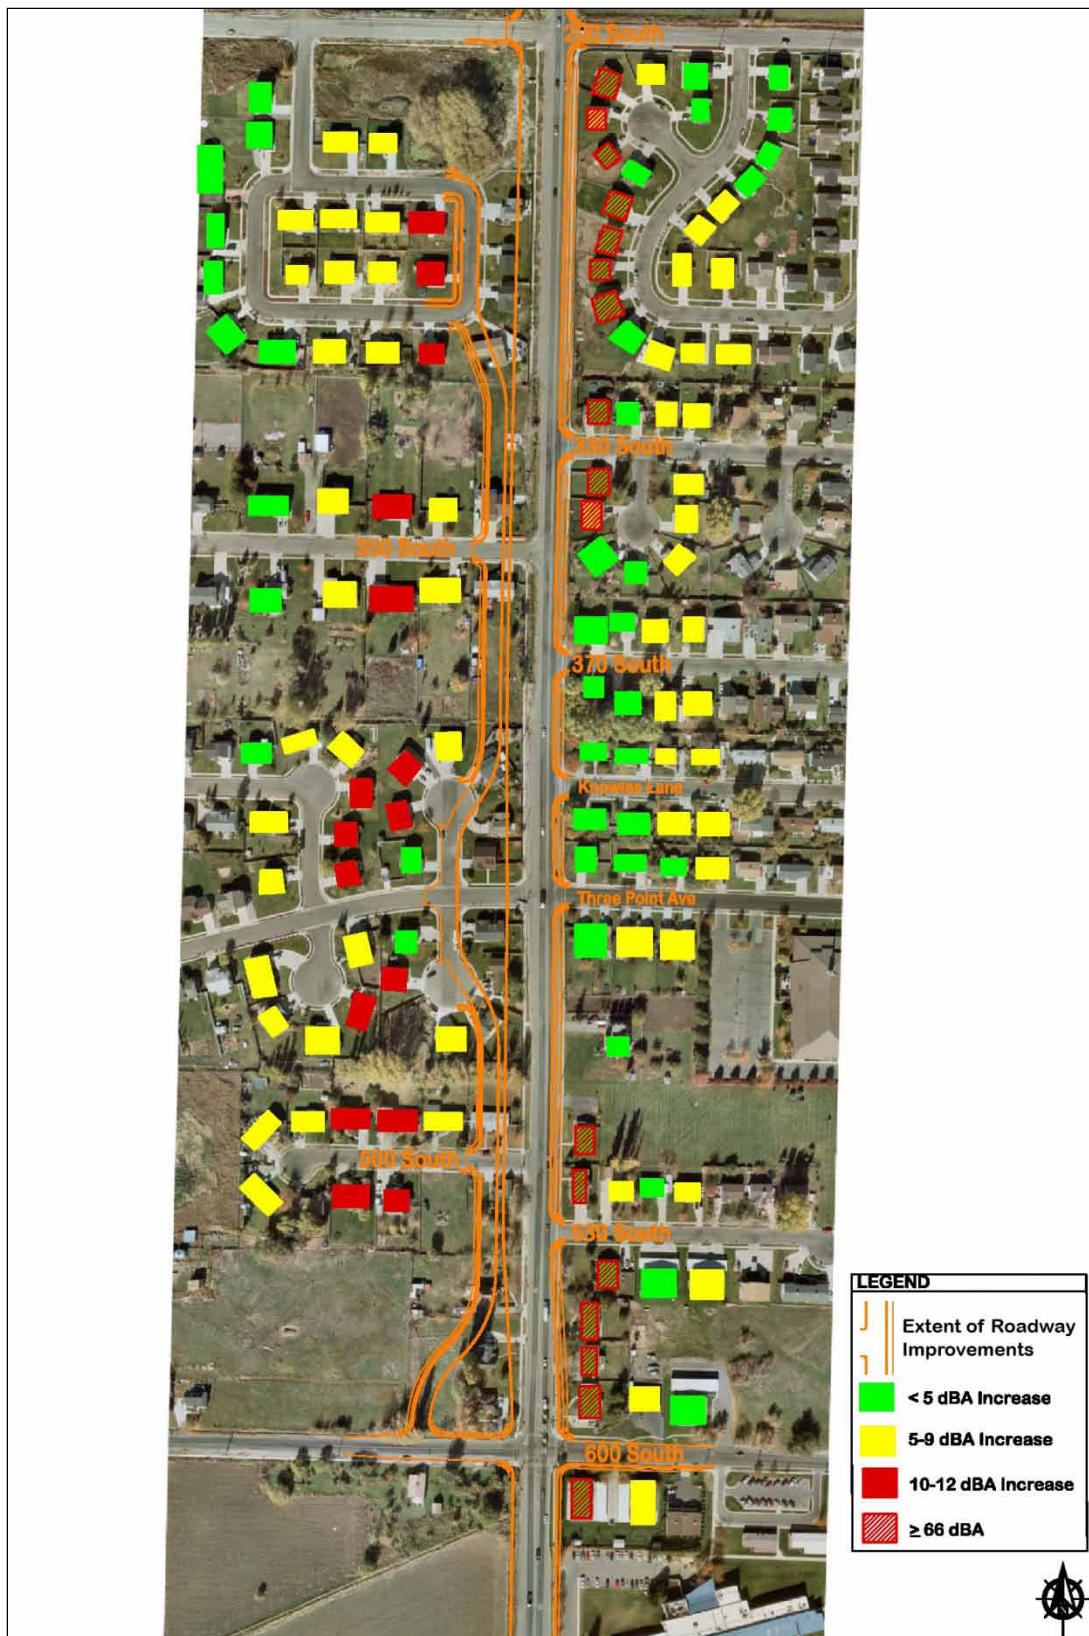 200 South
330 South
350 South
370 South
Knowles Lane
Three Point Ave
500 South
530 South
600 South
LEGEND
Extent of Roadway
Improvements
< 5 dBA Increase
5-9 dBA Increase
10-12 dBA Increase
≥ 66 dBA